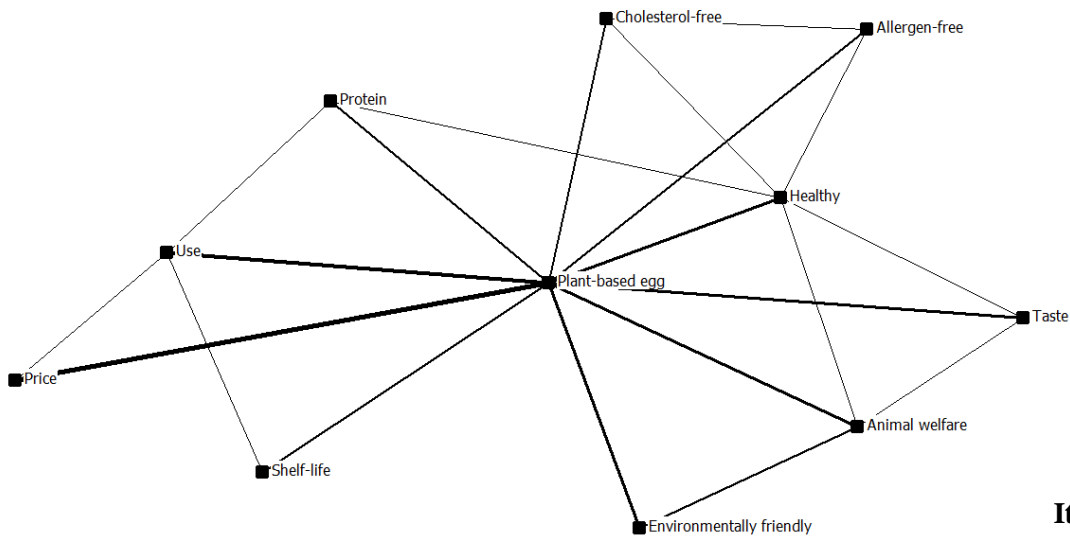 Cholesterol-free
Allergen-free
Protein
Healthy
Use
Plant-based egg
Taste
Price
Animal welfare
Shelf-life
It
Environmentally friendly